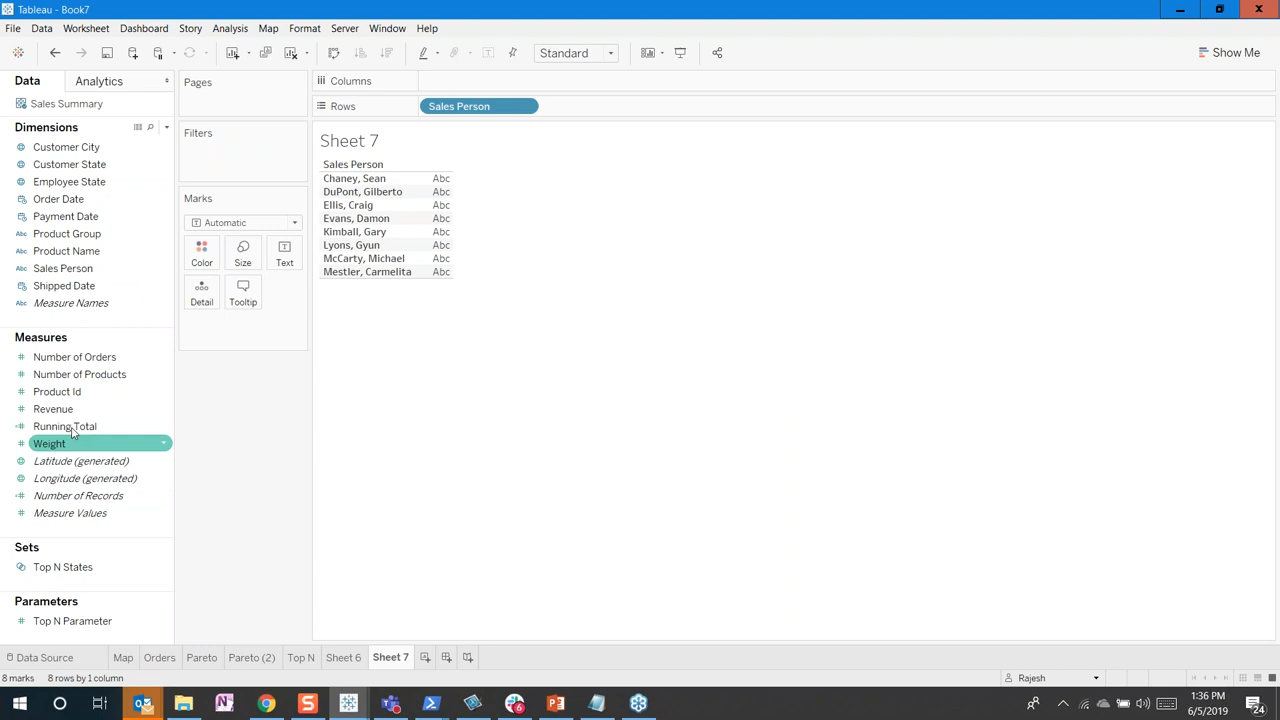 Tableau - Book7
File Data Worksheet Dashboard Story Analysis Map Format Server Window Help
Standard
Show Me
Data
Analytics
Sales Summary
Dimensions
Customer City
Customer State
Employee State
Order Date
Payment Date
Abc Product Group
Abc Product Name
Abc Sales Person
Shipped Date
Abc Measure Names
Measures
Number of Orders
Number of Products
Product Id
Revenue
Running Total
Weight
Latitude (generated)
Longitude (generated)
Number of Records
Measure Values
Sets
Top N States
Parameters
Top N Parameter
Pages
Filters
Marks
Automatic
Color Size Text
Detail Tooltip
Columns
Rows Sales Person
Sheet 7
Sales Person
Chaney, Sean Abc
DuPont, Gilberto Abc
Ellis, Craig Abc
Evans, Damon Abc
Kimball, Gary Abc
Lyons, Gyun Abc
McCarty, Michael Abc
Mestler, Carmelita Abc
Data Source Map Orders Pareto Pareto (2) Top N Sheet 6 Sheet 7
8 marks 8 rows by 1 column
Rajesh
1:36 PM
6/5/2019
6
24